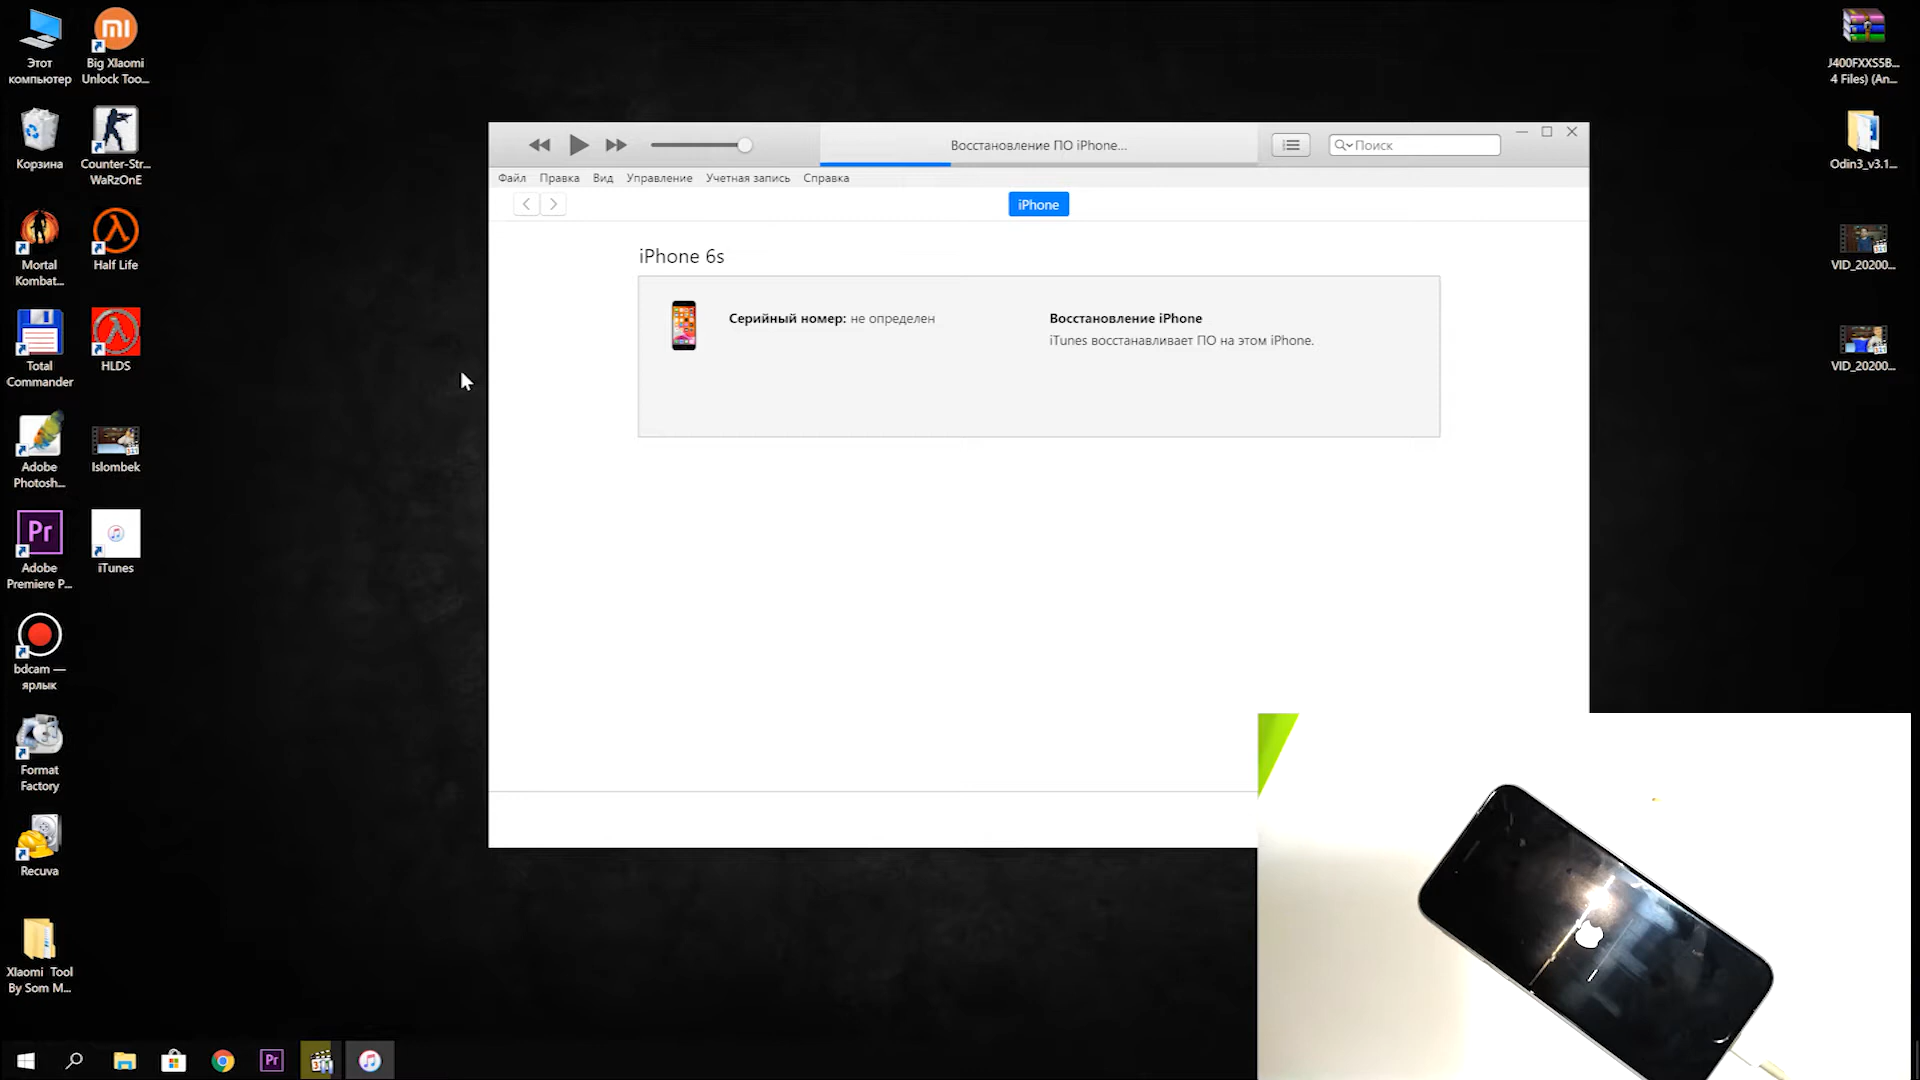 Этот
компьютер
Big XIaomi
Unlock Too...
Корзина
Counter-Str...
WaRzOnE
Mortal
Kombat...
Half Life
Total
Commander
HLDS
Adobe
Photosh...
Islombek
Pr
Adobe
Premiere P...
iTunes
bdcam —
ярлык
Format
Factory
Recuva
XIaomi Tool
By Som M...
Восстановление ПО iPhone...
Поиск
Файл
Правка
Вид
Управление
Учетная запись
Справка
iPhone
iPhone 6s
Серийный номер: не определен
Восстановление iPhone
iTunes восстанавливает ПО на этом iPhone.
J400FXXS5B...
4 Files) (An...
Odin3_v3.1...
VID_20200...
VID_20200...
Pr